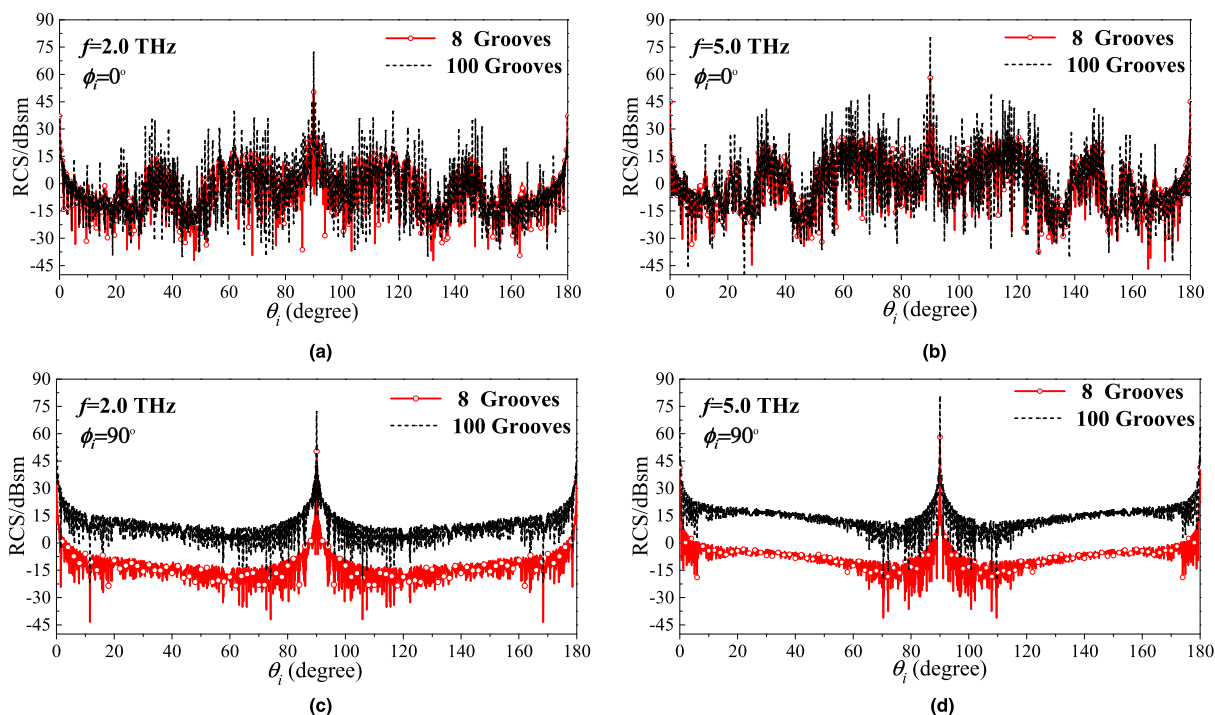 f=2.0 THz
ϕi=0°
8 Grooves
100 Grooves
RCS/dBsm
90
75
60
45
30
15
0
-15
-30
-45
0 20 40 60 80 100 120 140 160 180
θi (degree)
(a)
f=5.0 THz
ϕi=0°
8 Grooves
100 Grooves
RCS/dBsm
90
75
60
45
30
15
0
-15
-30
-45
0 20 40 60 80 100 120 140 160 180
θi (degree)
(b)
f=2.0 THz
ϕi=90°
8 Grooves
100 Grooves
RCS/dBsm
90
75
60
45
30
15
0
-15
-30
-45
0 20 40 60 80 100 120 140 160 180
θi (degree)
(c)
f=5.0 THz
ϕi=90°
8 Grooves
100 Grooves
RCS/dBsm
90
75
60
45
30
15
0
-15
-30
-45
0 20 40 60 80 100 120 140 160 180
θi (degree)
(d)